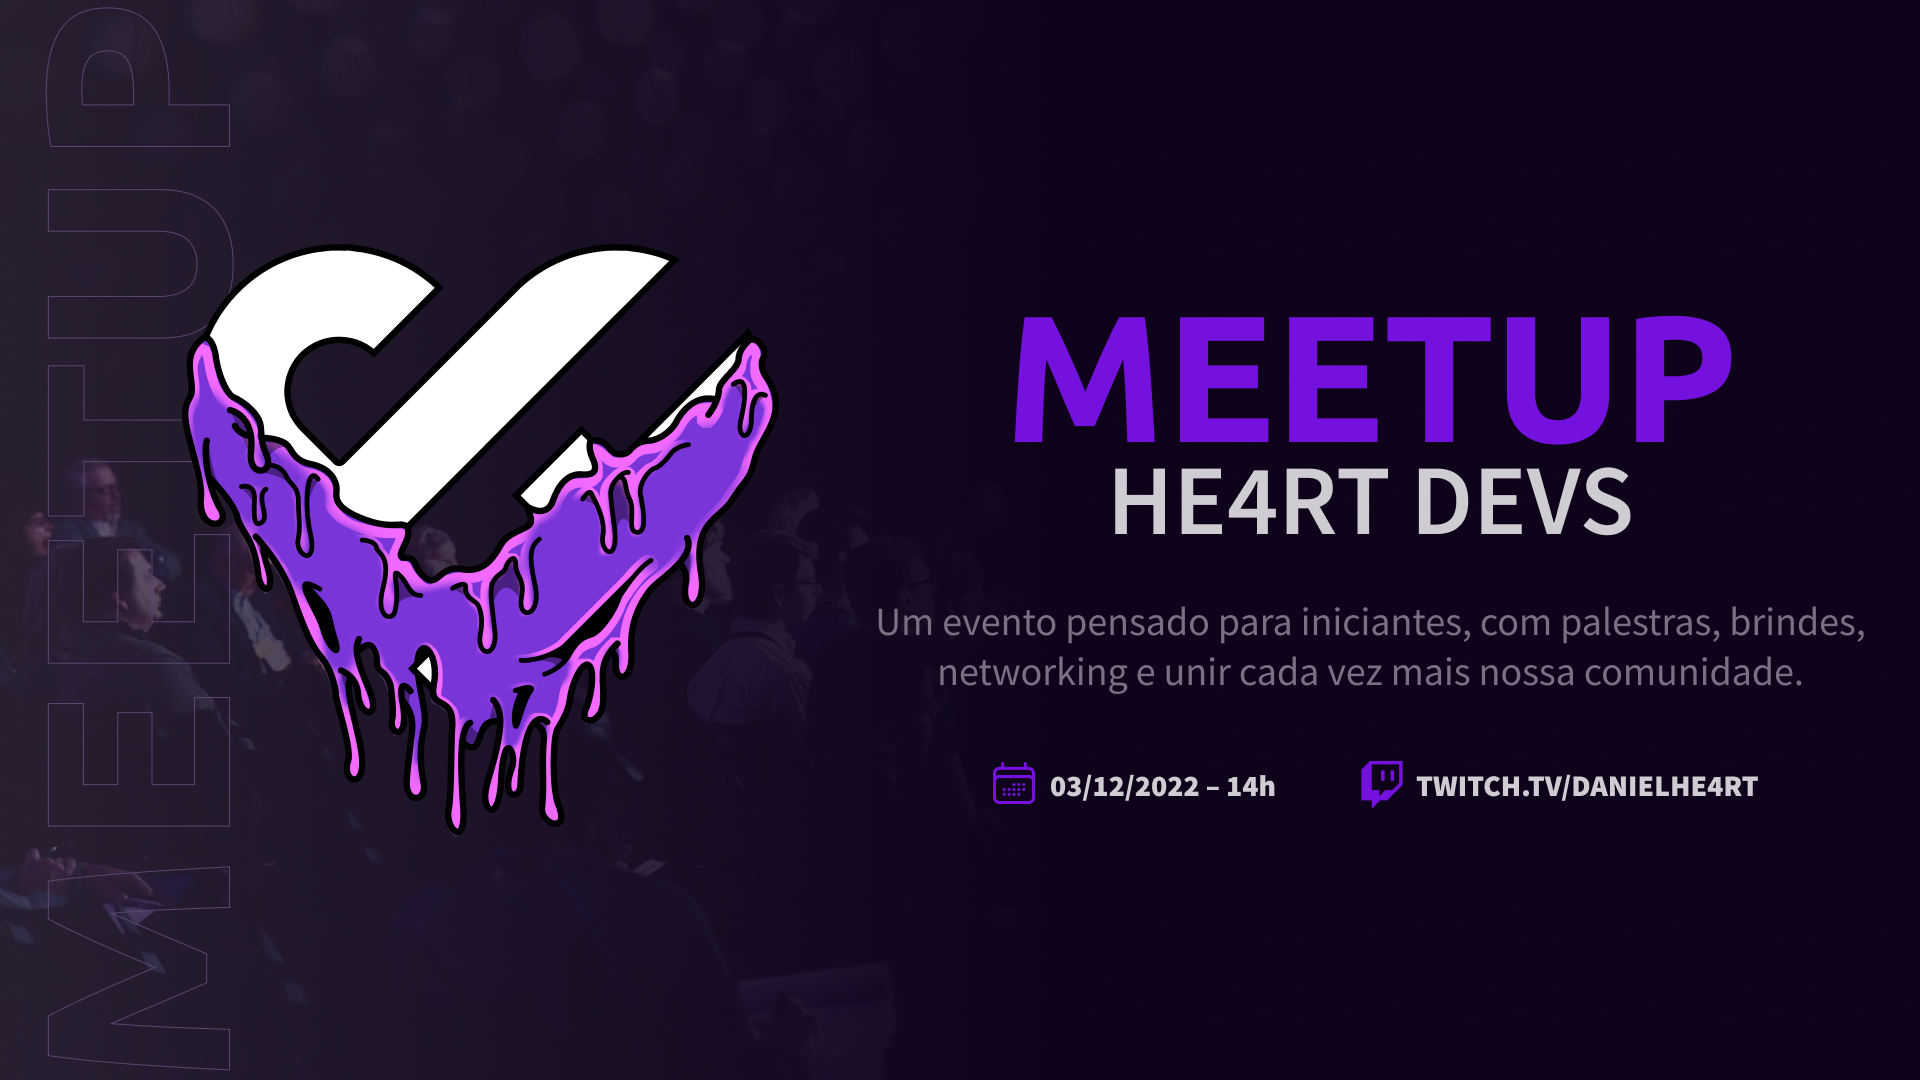 MEETUP
MEETUP
HE4RT DEVS
Um evento pensado para iniciantes, com palestras, brindes,
networking e unir cada vez mais nossa comunidade.
03/12/2022 – 14h
TWITCH.TV/DANIELHE4RT